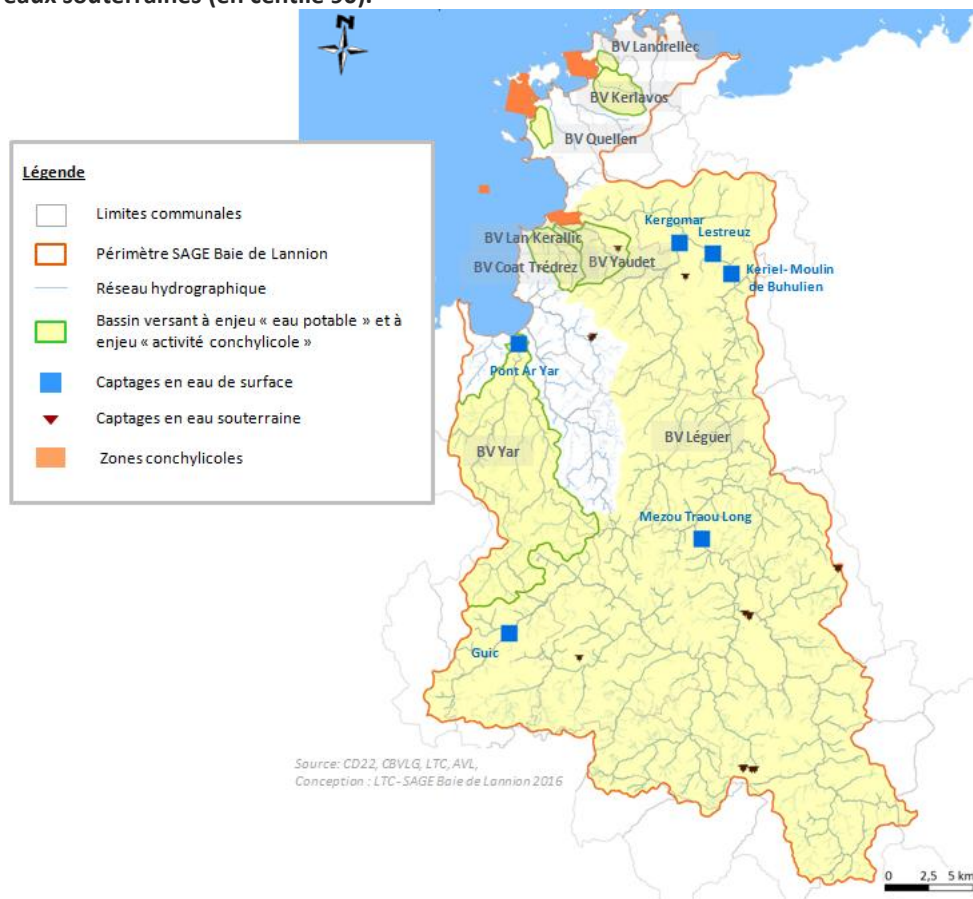 eaux souterraines (en centile 90).
N
BV Landrellec
BV Kerlavos
BV Quellen
Légende
Limites communales
Périmètre SAGE Baie de Lannion
Réseau hydrographique
Bassin versant à enjeu « eau potable » et à
enjeu « activité conchylicole »
Captages en eau de surface
Captages en eau souterraine
Zones conchylicoles
Kergomar
Lestreuz
BV Lan Kerallic
BV Yaudet
BV Coat Trédrez
Keriel- Moulin
de Buhulien
Pont Ar Yar
BV Léguer
BV Yar
Mezou Traou Long
Guic
Source: CD22, CBVLG, LTC, AVL,
Conception : LTC- SAGE Baie de Lannion 2016
0 2,5 5 km